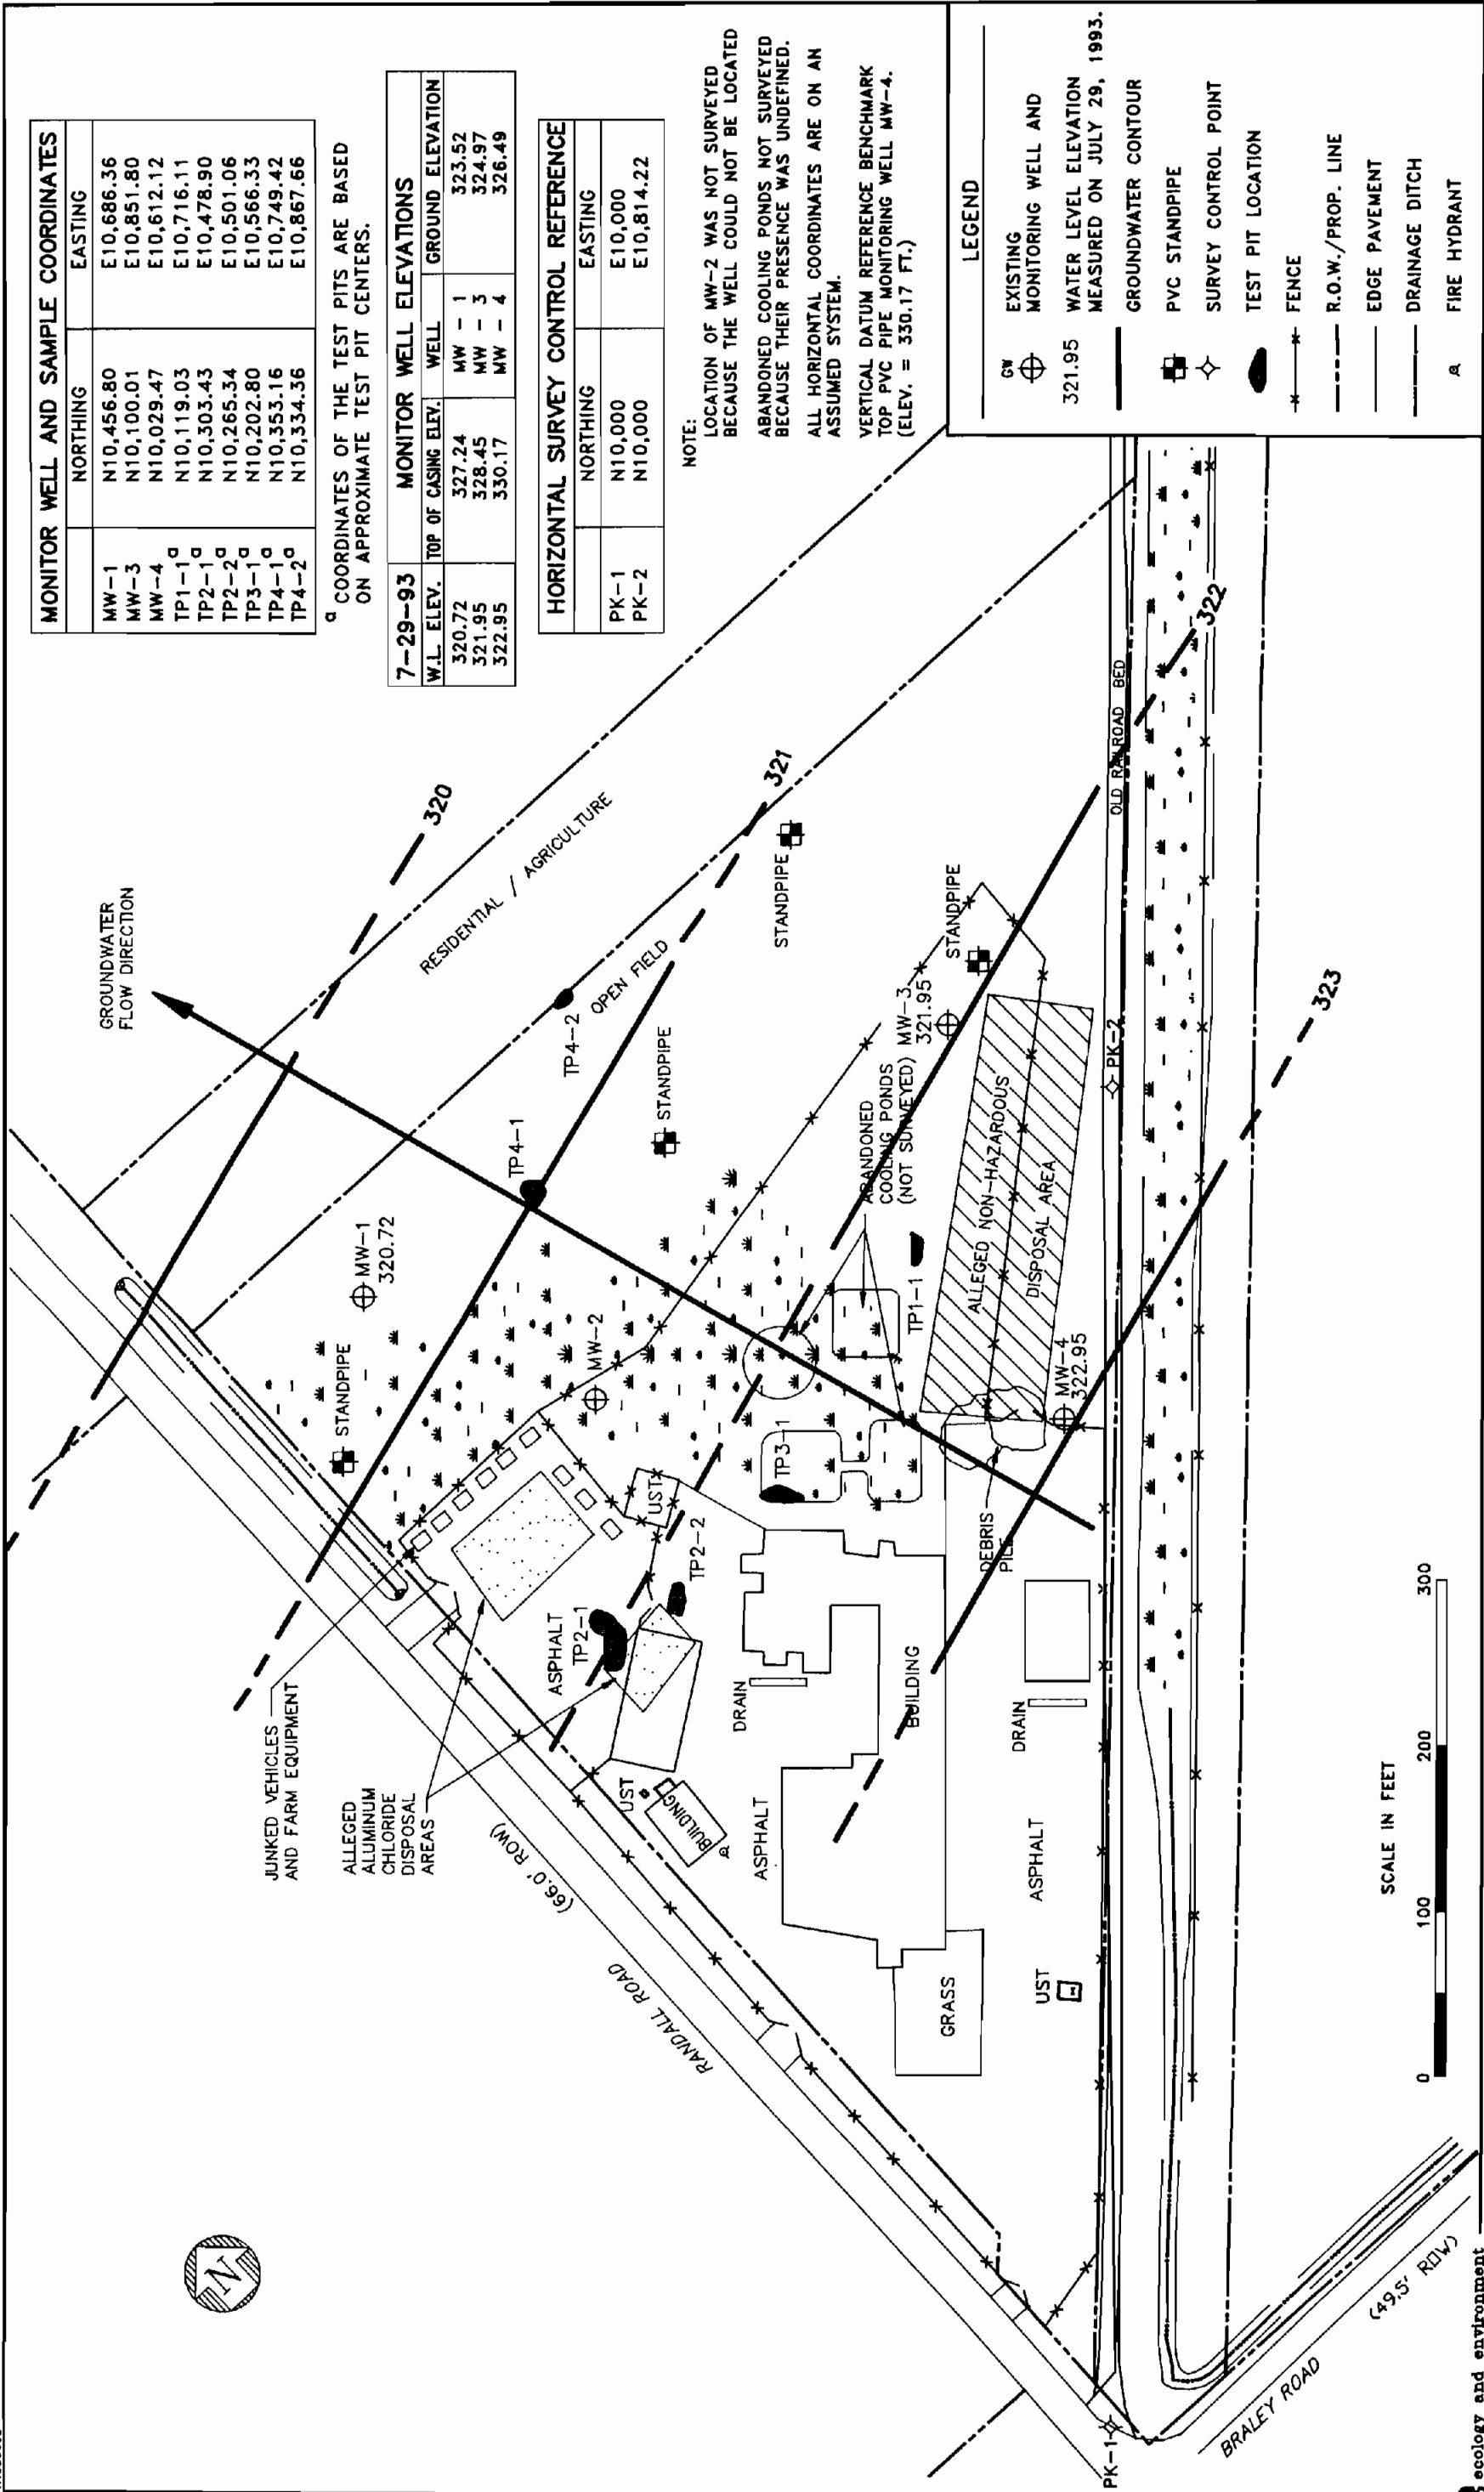 MONITOR WELL AND SAMPLE COORDINATES
NORTHING EASTING
MW-1 N10,456.80 E10,686.36
MW-3 N10,100.01 E10,851.80
MW-4 N10,029.47 E10,612.12
TP1-1 a N10,119.03 E10,716.11
TP2-1 a N10,303.43 E10,478.90
TP2-2 a N10,265.34 E10,501.06
TP3-1 a N10,202.80 E10,566.33
TP4-1 a N10,353.16 E10,749.42
TP4-2 a N10,334.36 E10,867.66
a COORDINATES OF THE TEST PITS ARE BASED
ON APPROXIMATE TEST PIT CENTERS.
7-29-93 MONITOR WELL ELEVATIONS
W.L. ELEV. TOP OF CASING ELEV. WELL GROUND ELEVATION
320.72 327.24 MW - 1 323.52
321.95 328.45 MW - 3 324.97
322.95 330.17 MW - 4 326.49
HORIZONTAL SURVEY CONTROL REFERENCE
NORTHING EASTING
PK-1 N10,000 E10,000
PK-2 N10,000 E10,814.22
NOTE:
LOCATION OF MW-2 WAS NOT SURVEYED
BECAUSE THE WELL COULD NOT BE LOCATED
ABANDONED COOLING PONDS NOT SURVEYED
BECAUSE THEIR PRESENCE WAS UNDEFINED.
ALL HORIZONTAL COORDINATES ARE ON AN
ASSUMED SYSTEM.
VERTICAL DATUM REFERENCE BENCHMARK
TOP PVC PIPE MONITORING WELL MW-4.
(ELEV. = 330.17 FT.)
LEGEND
GW
EXISTING
MONITORING WELL AND
321.95 WATER LEVEL ELEVATION
MEASURED ON JULY 29, 1993.
GROUNDWATER CONTOUR
PVC STANDPIPE
SURVEY CONTROL POINT
TEST PIT LOCATION
FENCE
R.O.W./PROP. LINE
EDGE PAVEMENT
DRAINAGE DITCH
FIRE HYDRANT
N
GROUNDWATER
FLOW DIRECTION
320
RESIDENTIAL / AGRICULTURE
321
OPEN FIELD
TP4-2
STANDPIPE
STANDPIPE
TP4-1
MW-1
320.72
STANDPIPE
MW-2
STANDPIPE
MW-3
321.95
ABANDONED
COOLING PONDS
(NOT SURVEYED)
322
OLD RAILROAD BED
323
PK-2
ALLEGED NON-HAZARDOUS
DISPOSAL AREA
TP1-1
MW-4
322.95
TP3-1
UST
TP2-2
ASPHALT
TP2-1
DEBRIS
PILE
JUNKED VEHICLES
AND FARM EQUIPMENT
ALLEGED
ALUMINUM
CHLORIDE
DISPOSAL
AREAS
DRAIN
BUILDING
DRAIN
UST
BUILDING
ASPHALT
ASPHALT
(66.0' ROW)
RANDALL ROAD
GRASS
UST
SCALE IN FEET
0 100 200 300
PK-1
BRALEY ROAD
(49.5' ROW)
ecology and environment